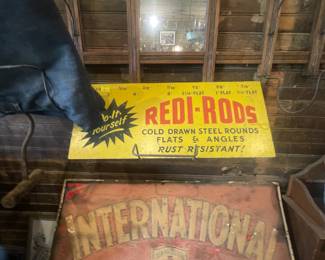 Do-It-
Yourself
REDI-RODS
COLD DRAWN STEEL ROUNDS
FLATS & ANGLES
RUST RESISTANT!
INTERNATIONAL